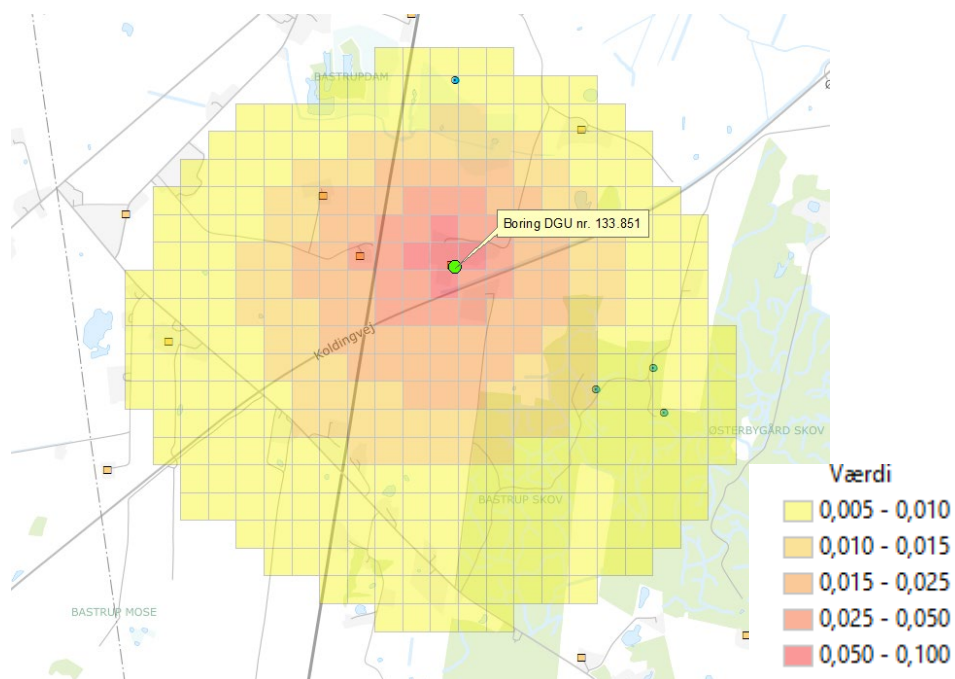 BASTRUPDAM
Ø
Boring DGU nr. 133.851
Koldingvej
ØSTERBYGÅRD SKOV
BASTRUP SKOV
BASTRUP MOSE
Værdi
0,005 - 0,010
0,010 - 0,015
0,015 - 0,025
0,025 - 0,050
0,050 - 0,100